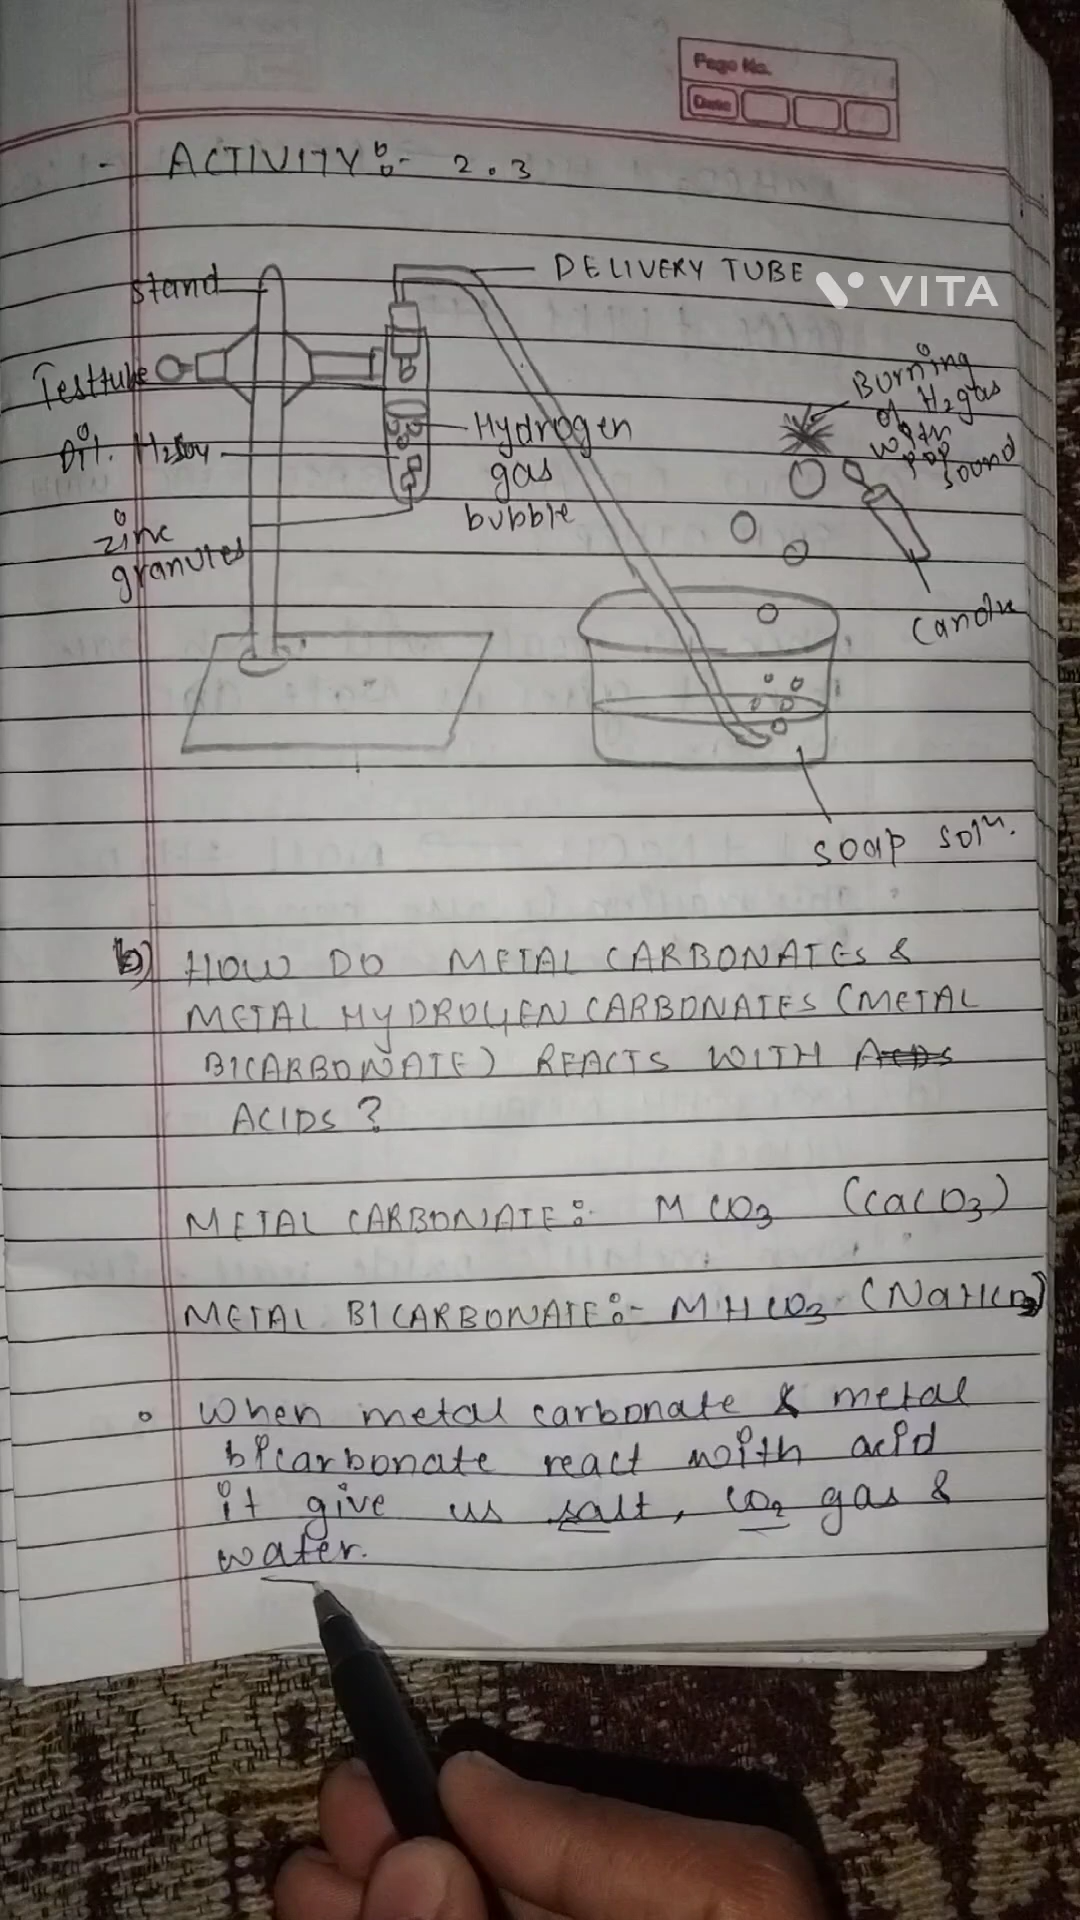 Page No.
Date
ACTIVITY:- 2.3
stand
DELIVERY TUBE
VITA
Testtube
Burning
of H2 gas
with
pop
sound
Dil. H2SO4
Hydrogen
gas
bubble
zinc
granules
Candle
soap soln.
b) HOW DO METAL CARBONATES &
METAL HYDROGEN CARBONATES (METAL
BICARBONATE) REACTS WITH ACIDS
ACIDS?
METAL CARBONATE:- MCO3 (CaCO3)
METAL BICARBONATE:- MHCO3 (NaHCO3)
• When metal carbonate & metal
bicarbonate react with acid
it give us salt, CO2 gas &
water.